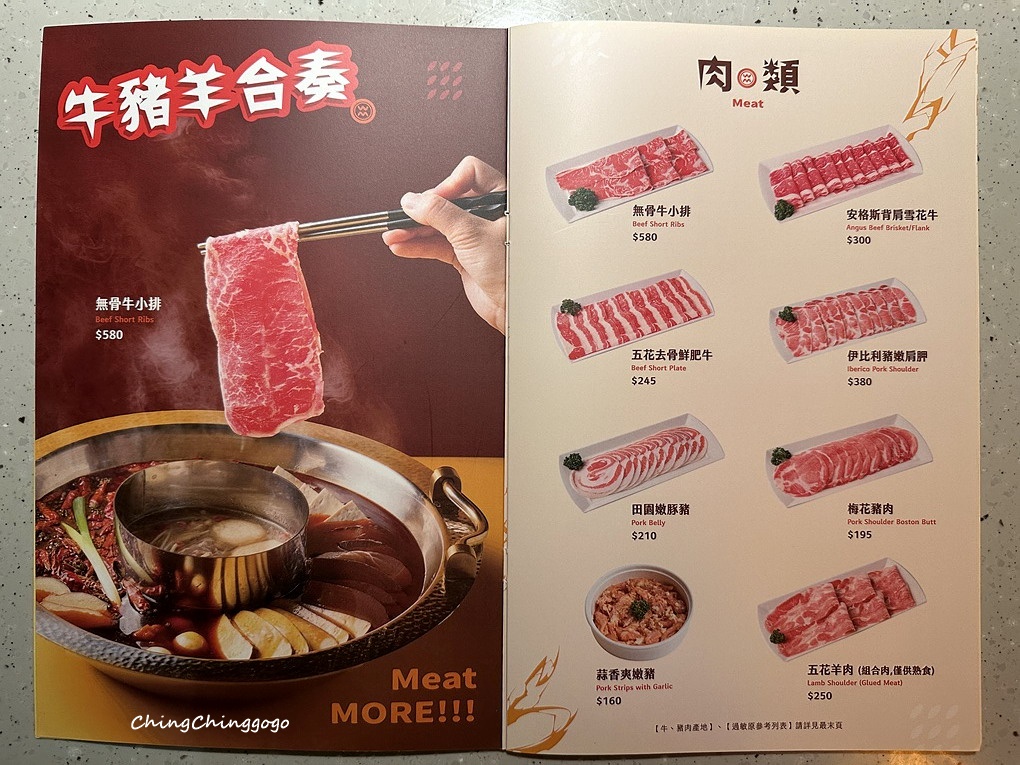 牛豬羊合奏
無骨牛小排
Beef Short Ribs
$580
Meat
MORE!!!
ChingChinggogo
肉類
Meat
無骨牛小排
Beef Short Ribs
$580
安格斯背肩雪花牛
Angus Beef Brisket/Flank
$300
五花去骨鮮肥牛
Beef Short Plate
$245
伊比利豬嫩肩胛
Iberico Pork Shoulder
$380
田園嫩豚豬
Pork Belly
$210
梅花豬肉
Pork Shoulder Boston Butt
$195
蒜香爽嫩豬
Pork Strips with Garlic
$160
五花羊肉 (組合肉,僅供熟食)
Lamb Shoulder (Glued Meat)
$250
【牛、豬肉產地】、【過敏原參考列表】請詳見最末頁